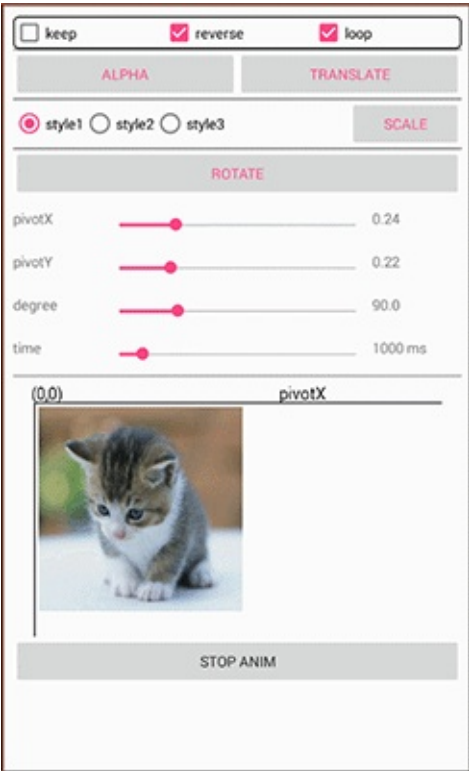 keep reverse loop
ALPHA TRANSLATE
style1 style2 style3 SCALE
ROTATE
pivotX 0.24
pivotY 0.22
degree 90.0
time 1000 ms
(0,0) pivotX
STOP ANIM